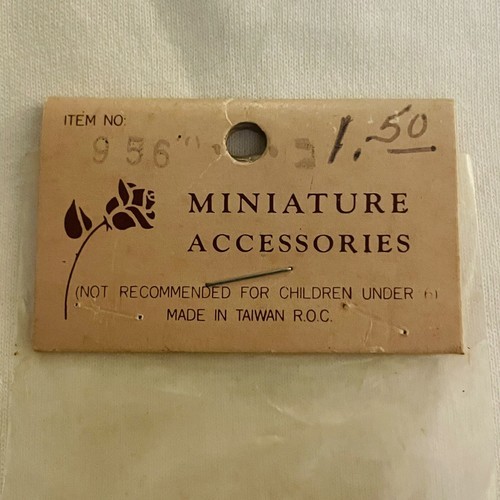 ITEM NO:
956
1.50
MINIATURE
ACCESSORIES
(NOT RECOMMENDED FOR CHILDREN UNDER 6)
MADE IN TAIWAN R.O.C.